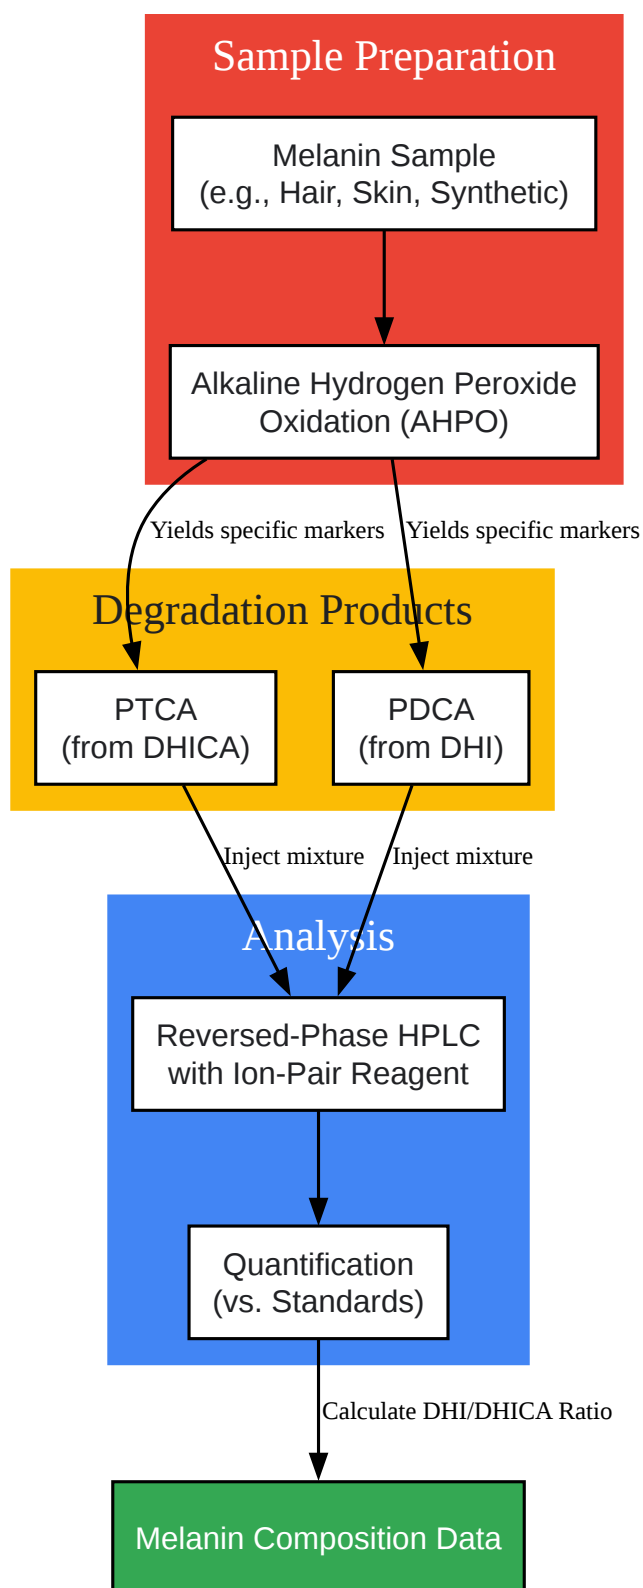 Sample Preparation
Melanin Sample
(e.g., Hair, Skin, Synthetic)
Alkaline Hydrogen Peroxide
Oxidation (AHPO)
Yields specific markers
Yields specific markers
Degradation Products
PTCA
(from DHICA)
PDCA
(from DHI)
Inject mixture
Inject mixture
Analysis
Reversed-Phase HPLC
with Ion-Pair Reagent
Quantification
(vs. Standards)
Calculate DHI/DHICA Ratio
Melanin Composition Data